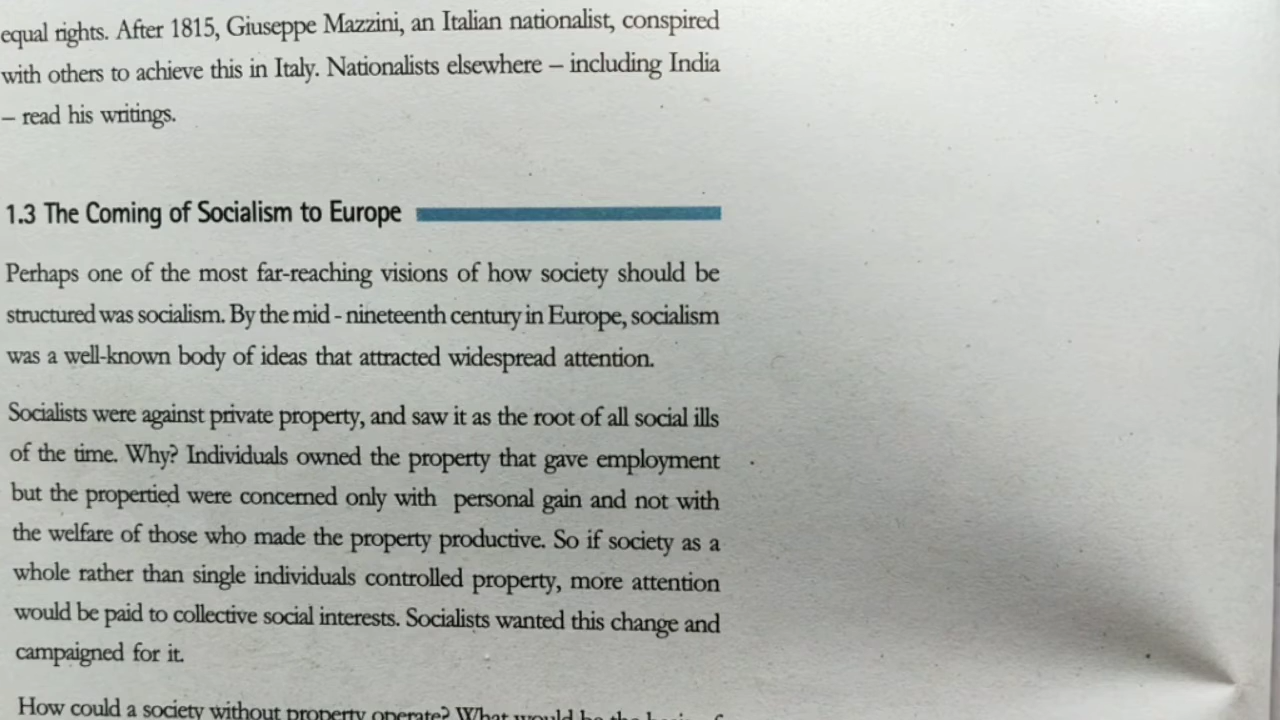 equal rights. After 1815, Giuseppe Mazzini, an Italian nationalist, conspired
with others to achieve this in Italy. Nationalists elsewhere – including India
– read his writings.
1.3 The Coming of Socialism to Europe
Perhaps one of the most far-reaching visions of how society should be
structured was socialism. By the mid - nineteenth century in Europe, socialism
was a well-known body of ideas that attracted widespread attention.
Socialists were against private property, and saw it as the root of all social ills
of the time. Why? Individuals owned the property that gave employment
but the propertied were concerned only with personal gain and not with
the welfare of those who made the property productive. So if society as a
whole rather than single individuals controlled property, more attention
would be paid to collective social interests. Socialists wanted this change and
campaigned for it.
How could a society without property operate? What would be the